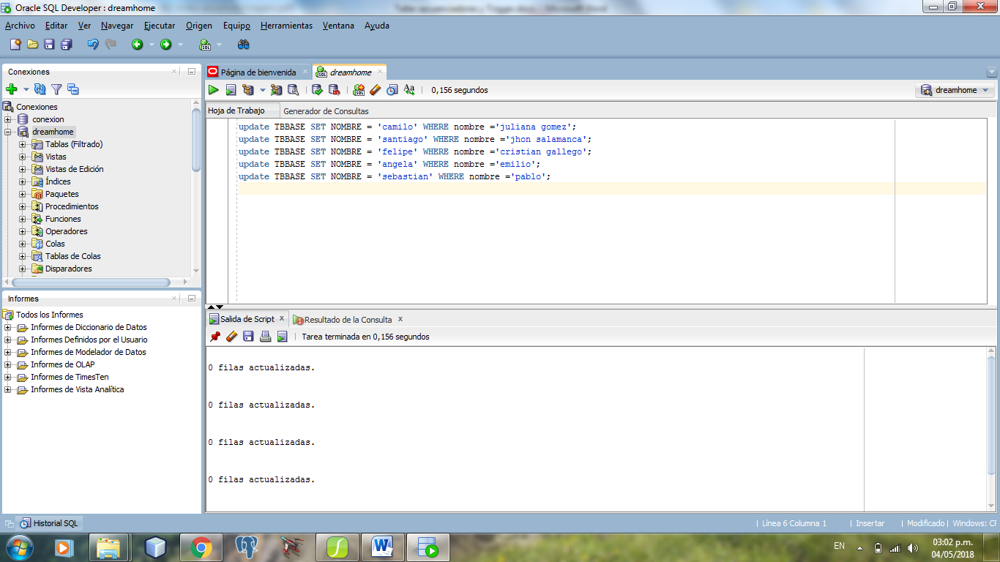 Oracle SQL Developer : dreamhome
Archivo Editar Ver Navegar Ejecutar Origen Equipo Herramientas Ventana Ayuda
Conexiones
Conexiones
conexion
dreamhome
Tablas (Filtrado)
Vistas
Vistas de Edición
Índices
Paquetes
Procedimientos
Funciones
Operadores
Colas
Tablas de Colas
Disparadores
Informes
Todos los Informes
Informes de Diccionario de Datos
Informes Definidos por el Usuario
Informes de Modelador de Datos
Informes de OLAP
Informes de TimesTen
Informes de Vista Analítica
Página de bienvenida dreamhome
0,156 segundos dreamhome
Hoja de Trabajo Generador de Consultas
update TBBASE SET NOMBRE = 'camilo' WHERE nombre ='juliana gomez';
update TBBASE SET NOMBRE = 'santiago' WHERE nombre ='jhon salamanca';
update TBBASE SET NOMBRE = 'felipe' WHERE nombre ='cristian gallego';
update TBBASE SET NOMBRE = 'angela' WHERE nombre ='emilio';
update TBBASE SET NOMBRE = 'sebastian' WHERE nombre ='pablo';
Salida de Script Resultado de la Consulta
Tarea terminada en 0,156 segundos
0 filas actualizadas.
0 filas actualizadas.
0 filas actualizadas.
0 filas actualizadas.
Historial SQL
Línea 6 Columna 1 Insertar Modificado Windows: CF
EN 03:02 p.m.
04/05/2018